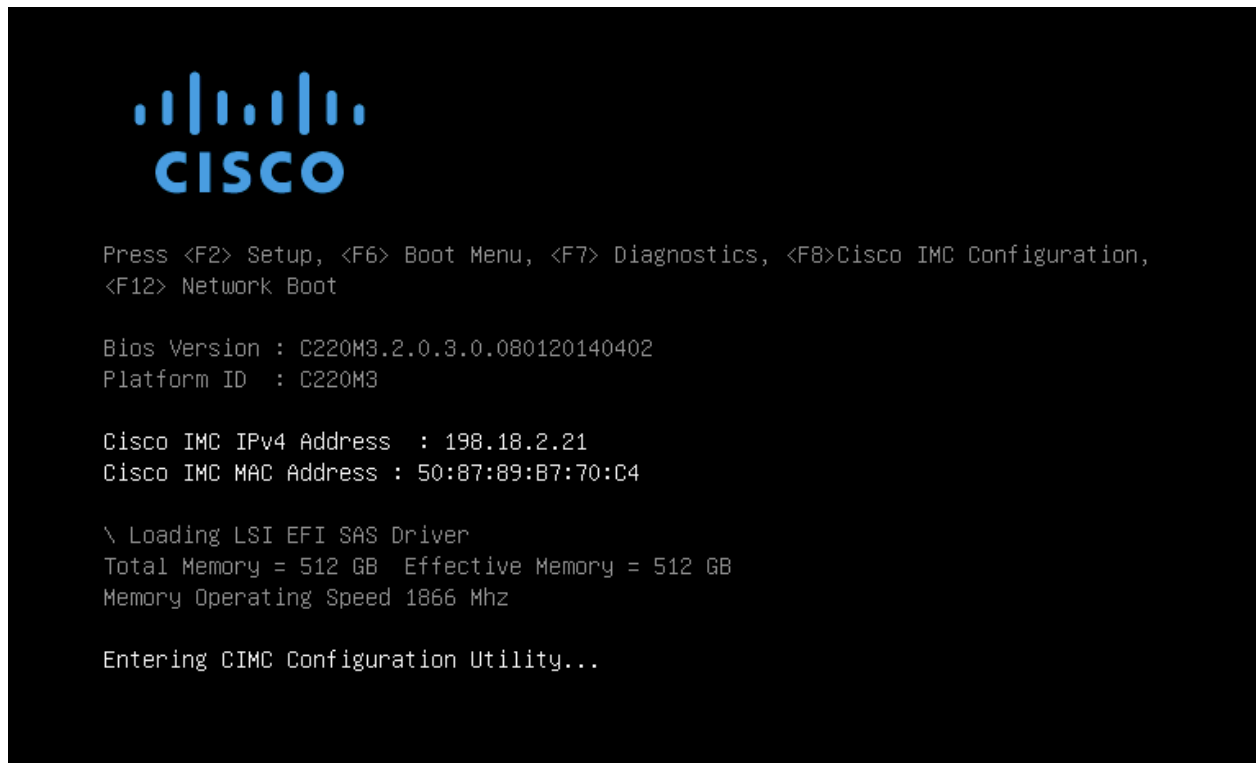 CISCO
Press <F2> Setup, <F6> Boot Menu, <F7> Diagnostics, <F8>Cisco IMC Configuration,
<F12> Network Boot
Bios Version : C220M3.2.0.3.0.080120140402
Platform ID  : C220M3
Cisco IMC IPv4 Address  : 198.18.2.21
Cisco IMC MAC Address : 50:87:89:B7:70:C4
\ Loading LSI EFI SAS Driver
Total Memory = 512 GB  Effective Memory = 512 GB
Memory Operating Speed 1866 Mhz
Entering CIMC Configuration Utility...